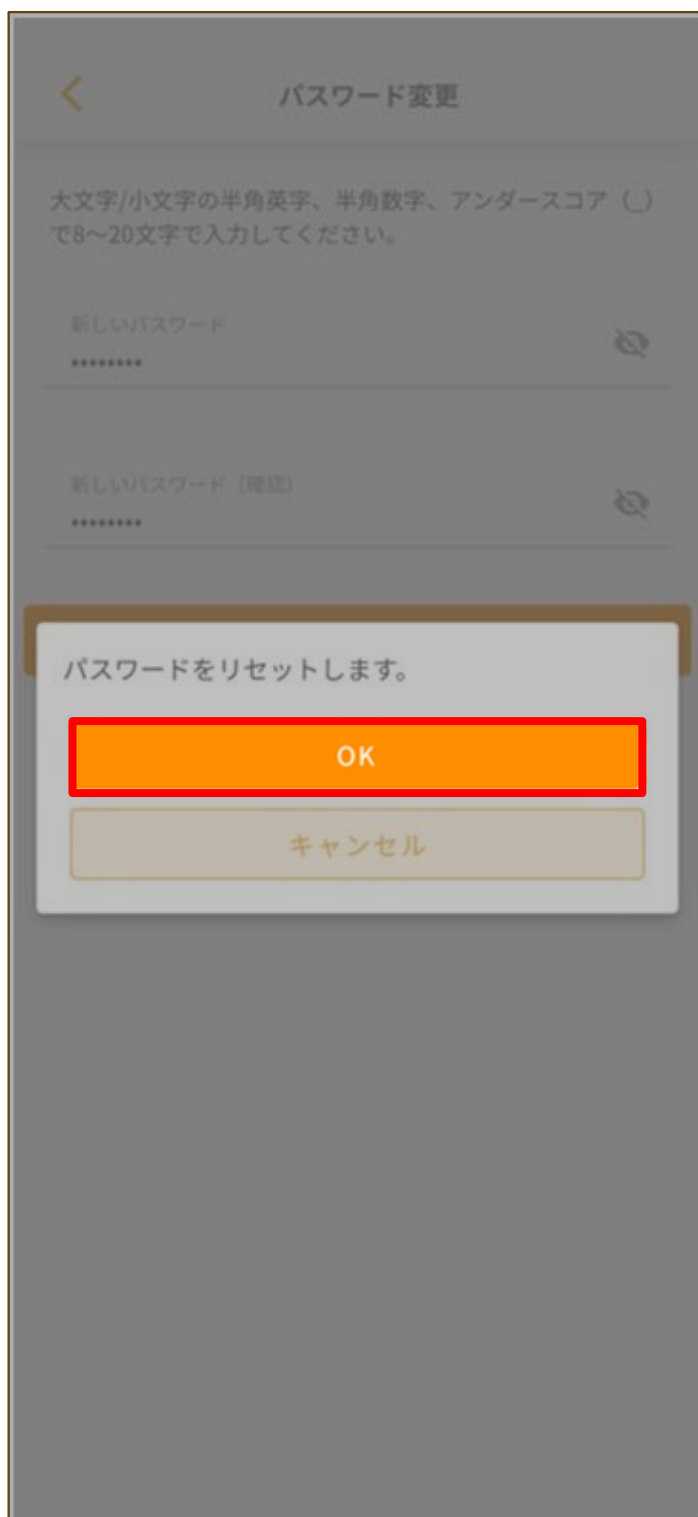 パスワード変更
大文字/小文字の半角英字、半角数字、アンダースコア（_）
で8～20文字で入力してください。
新しいパスワード
••••••••
新しいパスワード（確認）
••••••••
パスワードをリセットします。
OK
キャンセル